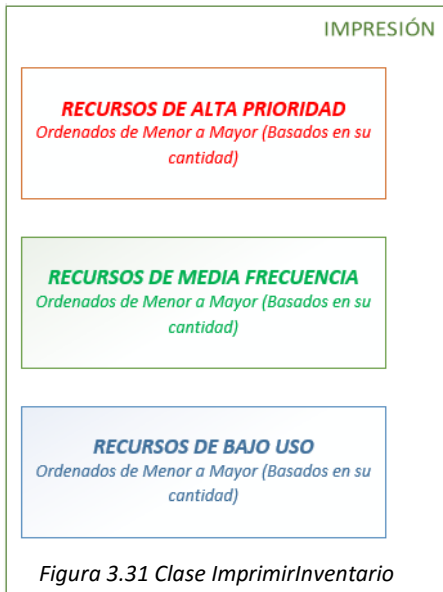 IMPRESIÓN
RECURSOS DE ALTA PRIORIDAD
Ordenados de Menor a Mayor (Basados en su
cantidad)
RECURSOS DE MEDIA FRECUENCIA
Ordenados de Menor a Mayor (Basados en su
cantidad)
RECURSOS DE BAJO USO
Ordenados de Menor a Mayor (Basados en su
cantidad)
Figura 3.31 Clase ImprimirInventario